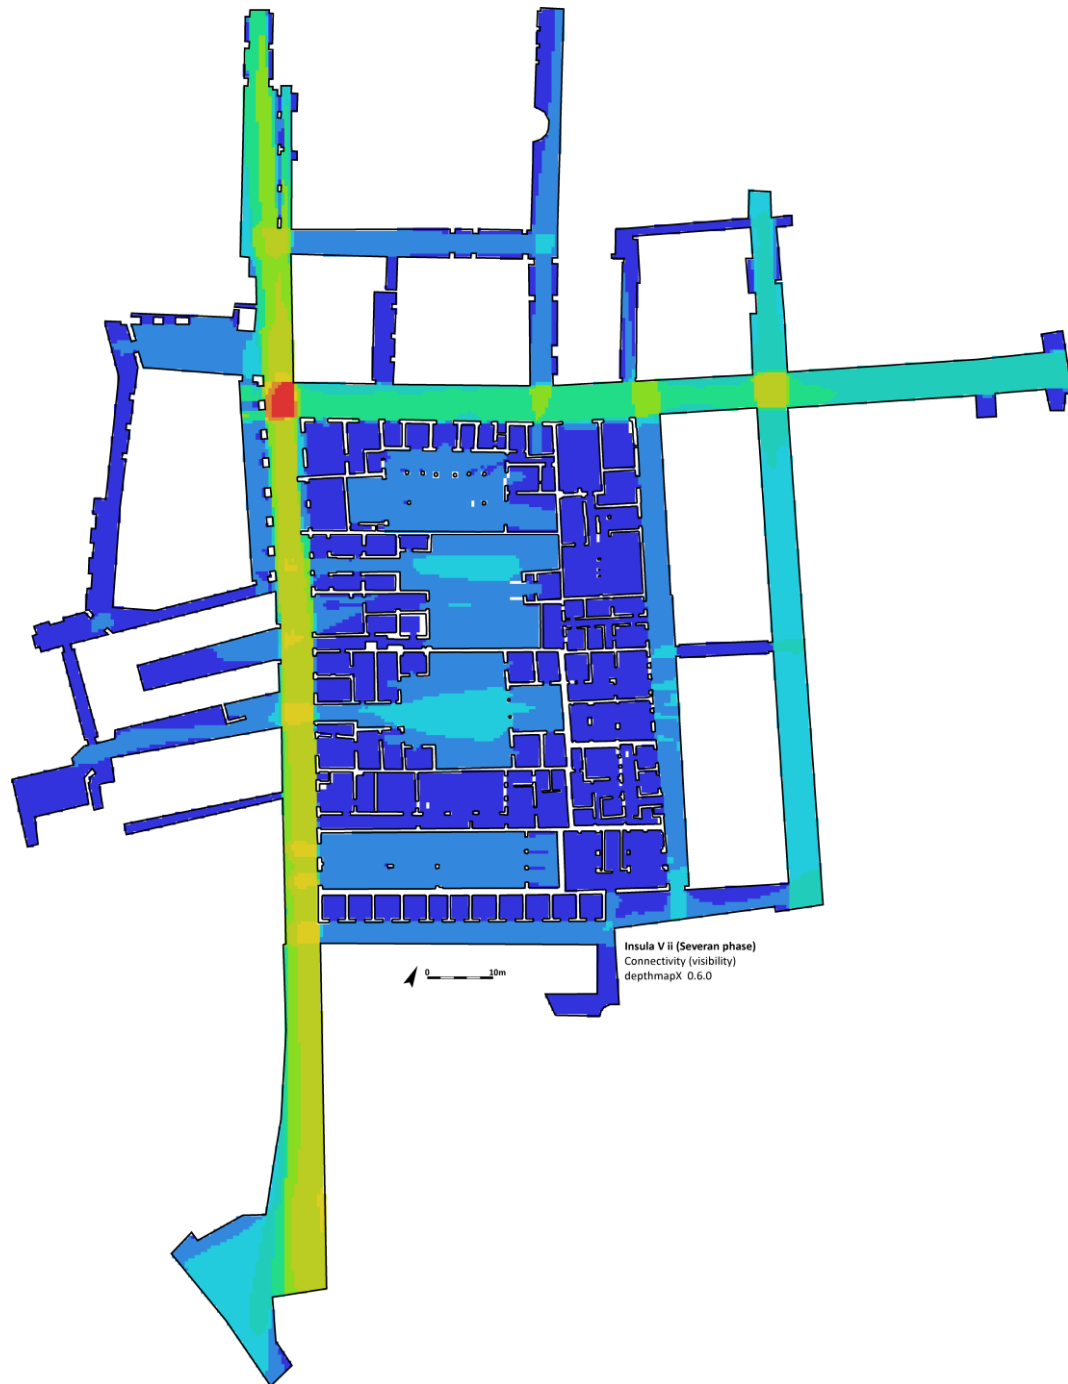 Insula V ii (Severan phase)
Connectivity (visibility)
depthmapX 0.6.0
0 10m